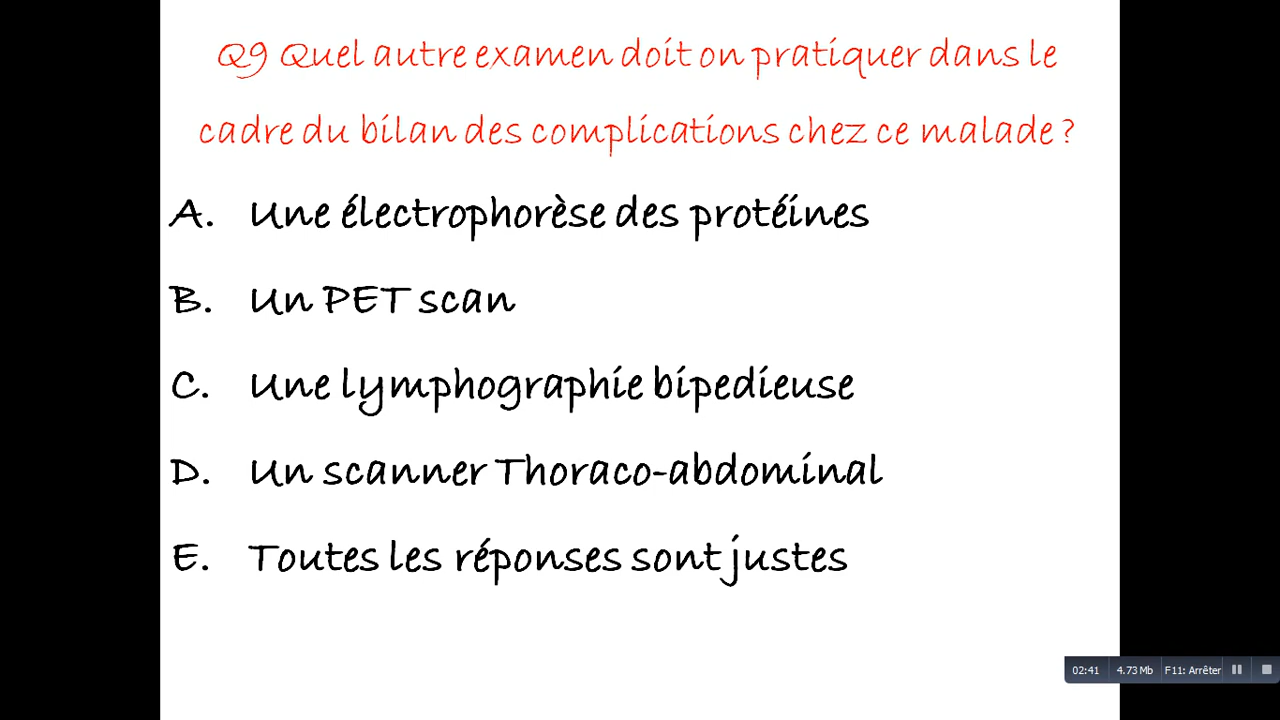 Q9 Quel autre examen doit on pratiquer dans le
cadre du bilan des complications chez ce malade ?
A. Une électrophorèse des protéines
B. Un PET scan
C. Une lymphographie bipedieuse
D. Un scanner Thoraco-abdominal
E. Toutes les réponses sont justes
02:41 4.73 Mb F11: Arrêter